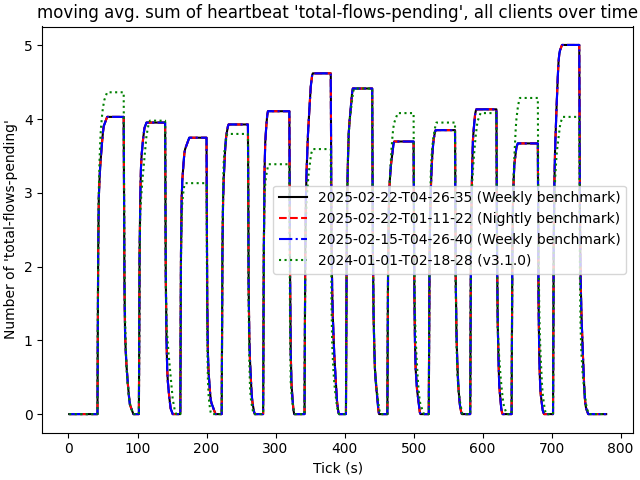 moving avg. sum of heartbeat 'total-flows-pending', all clients over time
Number of 'total-flows-pending'
5
4
3
2
1
0
2025-02-22-T04-26-35 (Weekly benchmark)
2025-02-22-T01-11-22 (Nightly benchmark)
2025-02-15-T04-26-40 (Weekly benchmark)
2024-01-01-T02-18-28 (v3.1.0)
0 100 200 300 400 500 600 700 800
Tick (s)